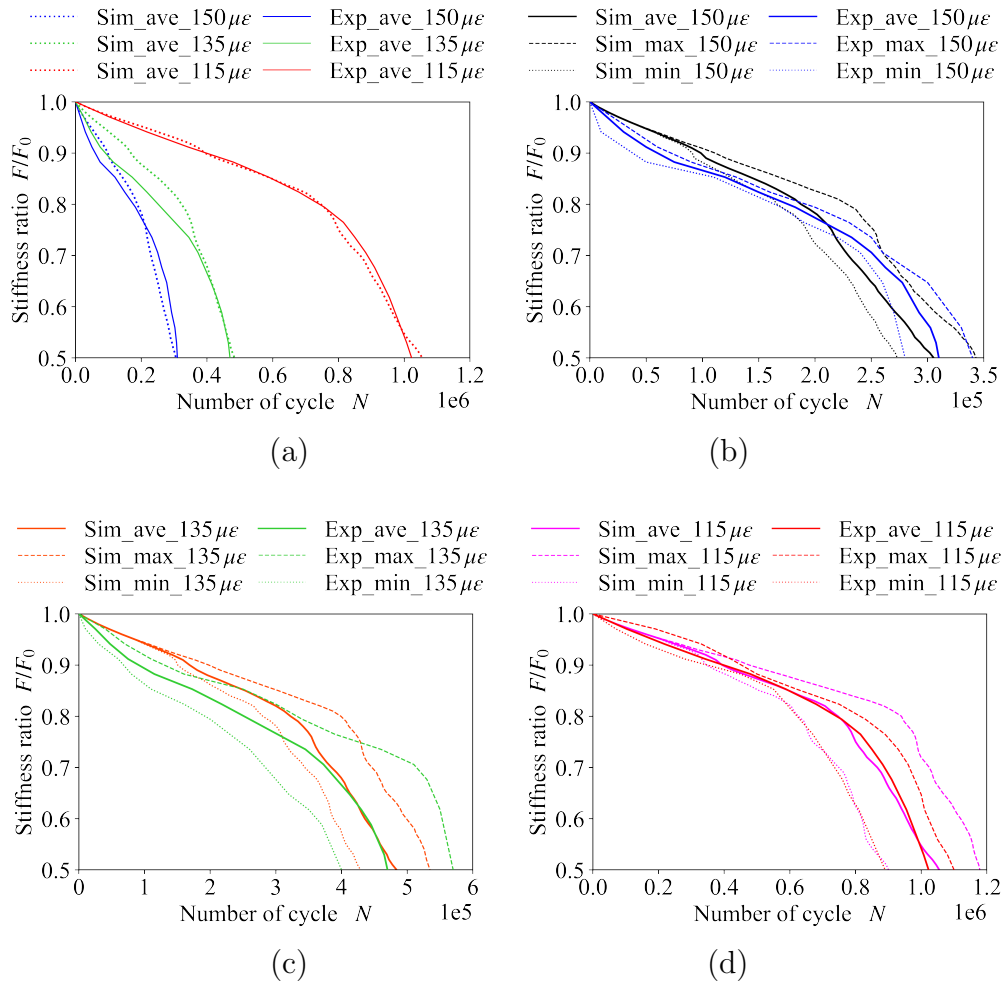 Sim_ave_150με Exp_ave_150με
Sim_ave_135με Exp_ave_135με
Sim_ave_115με Exp_ave_115με
1.0
0.9
0.8
0.7
0.6
0.5
Stiffness ratio F/F₀
0.0 0.2 0.4 0.6 0.8 1.0 1.2
Number of cycle N 1e6
(a)
Sim_ave_150με Exp_ave_150με
Sim_max_150με Exp_max_150με
Sim_min_150με Exp_min_150με
1.0
0.9
0.8
0.7
0.6
0.5
Stiffness ratio F/F₀
0.0 0.5 1.0 1.5 2.0 2.5 3.0 3.5
Number of cycle N 1e5
(b)
Sim_ave_135με Exp_ave_135με
Sim_max_135με Exp_max_135με
Sim_min_135με Exp_min_135με
1.0
0.9
0.8
0.7
0.6
0.5
Stiffness ratio F/F₀
0 1 2 3 4 5 6
Number of cycle N 1e5
(c)
Sim_ave_115με Exp_ave_115με
Sim_max_115με Exp_max_115με
Sim_min_115με Exp_min_115με
1.0
0.9
0.8
0.7
0.6
0.5
Stiffness ratio F/F₀
0.0 0.2 0.4 0.6 0.8 1.0 1.2
Number of cycle N 1e6
(d)